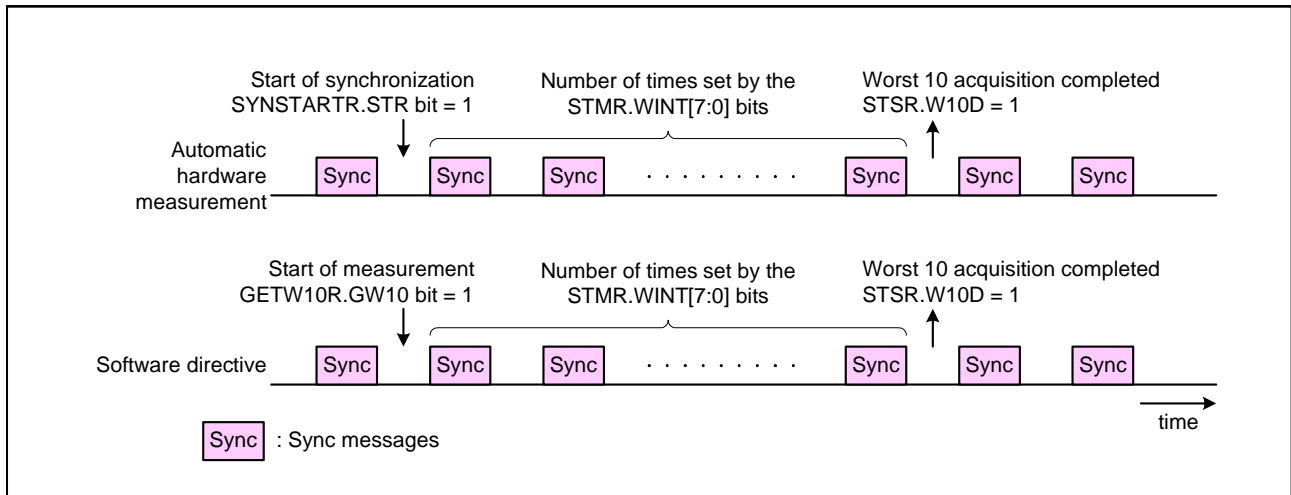 Start of synchronization
SYNSTARTR.STR bit = 1
Number of times set by the
STMR.WINT[7:0] bits
Worst 10 acquisition completed
STSR.W10D = 1
Automatic
hardware
measurement
Sync Sync Sync . . . . . . . . . Sync Sync Sync
Start of measurement
GETW10R.GW10 bit = 1
Number of times set by the
STMR.WINT[7:0] bits
Worst 10 acquisition completed
STSR.W10D = 1
Software directive
Sync Sync Sync . . . . . . . . . Sync Sync Sync
time
Sync : Sync messages